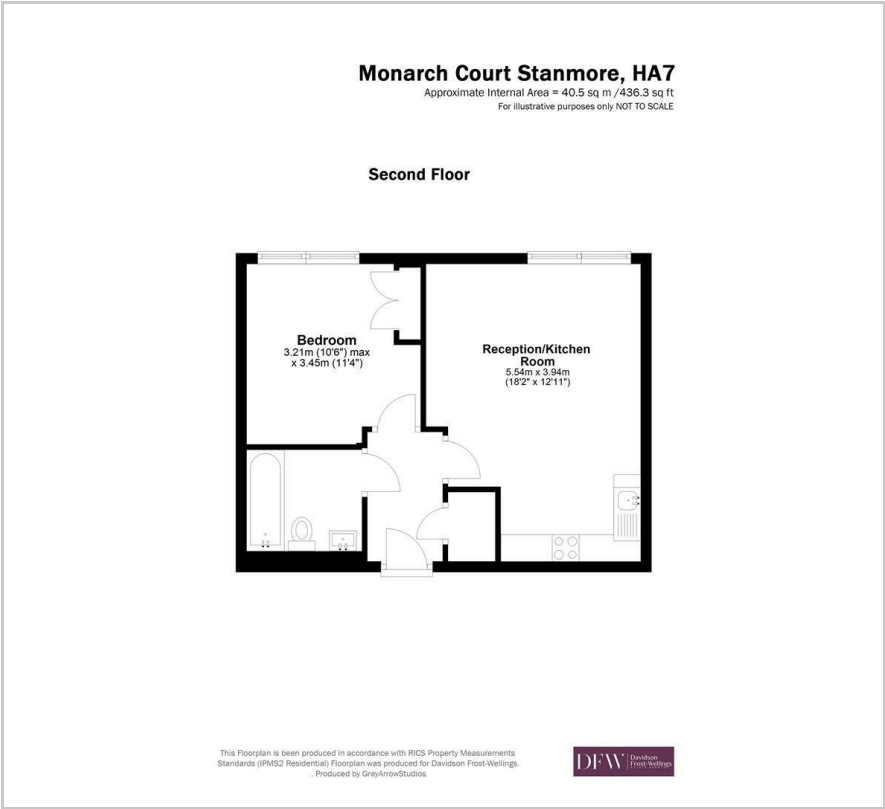 Monarch Court Stanmore, HA7
Approximate Internal Area = 40.5 sq m /436.3 sq ft
For illustrative purposes only NOT TO SCALE
Second Floor
Bedroom
3.21m (10'6") max
x 3.45m (11'4")
Reception/Kitchen
Room
5.54m x 3.94m
(18'2" x 12'11")
This Floorplan is been produced in accordance with RICS Property Measurements
Standards (IPMS2 Residential) Floorplan was produced for Davidson Frost-Wellings.
. Produced by GreyArrowStudios
DFW
Davidson
Frost-Wellings